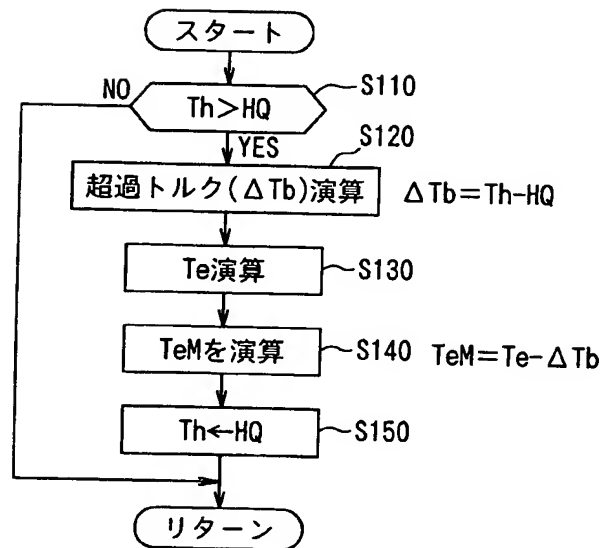 スタート
NO
Th>HQ
S110
YES
S120
超過トルク(ΔTb)演算
ΔTb=Th-HQ
Te演算
S130
TeMを演算
S140
TeM=Te-ΔTb
Th←HQ
S150
リターン